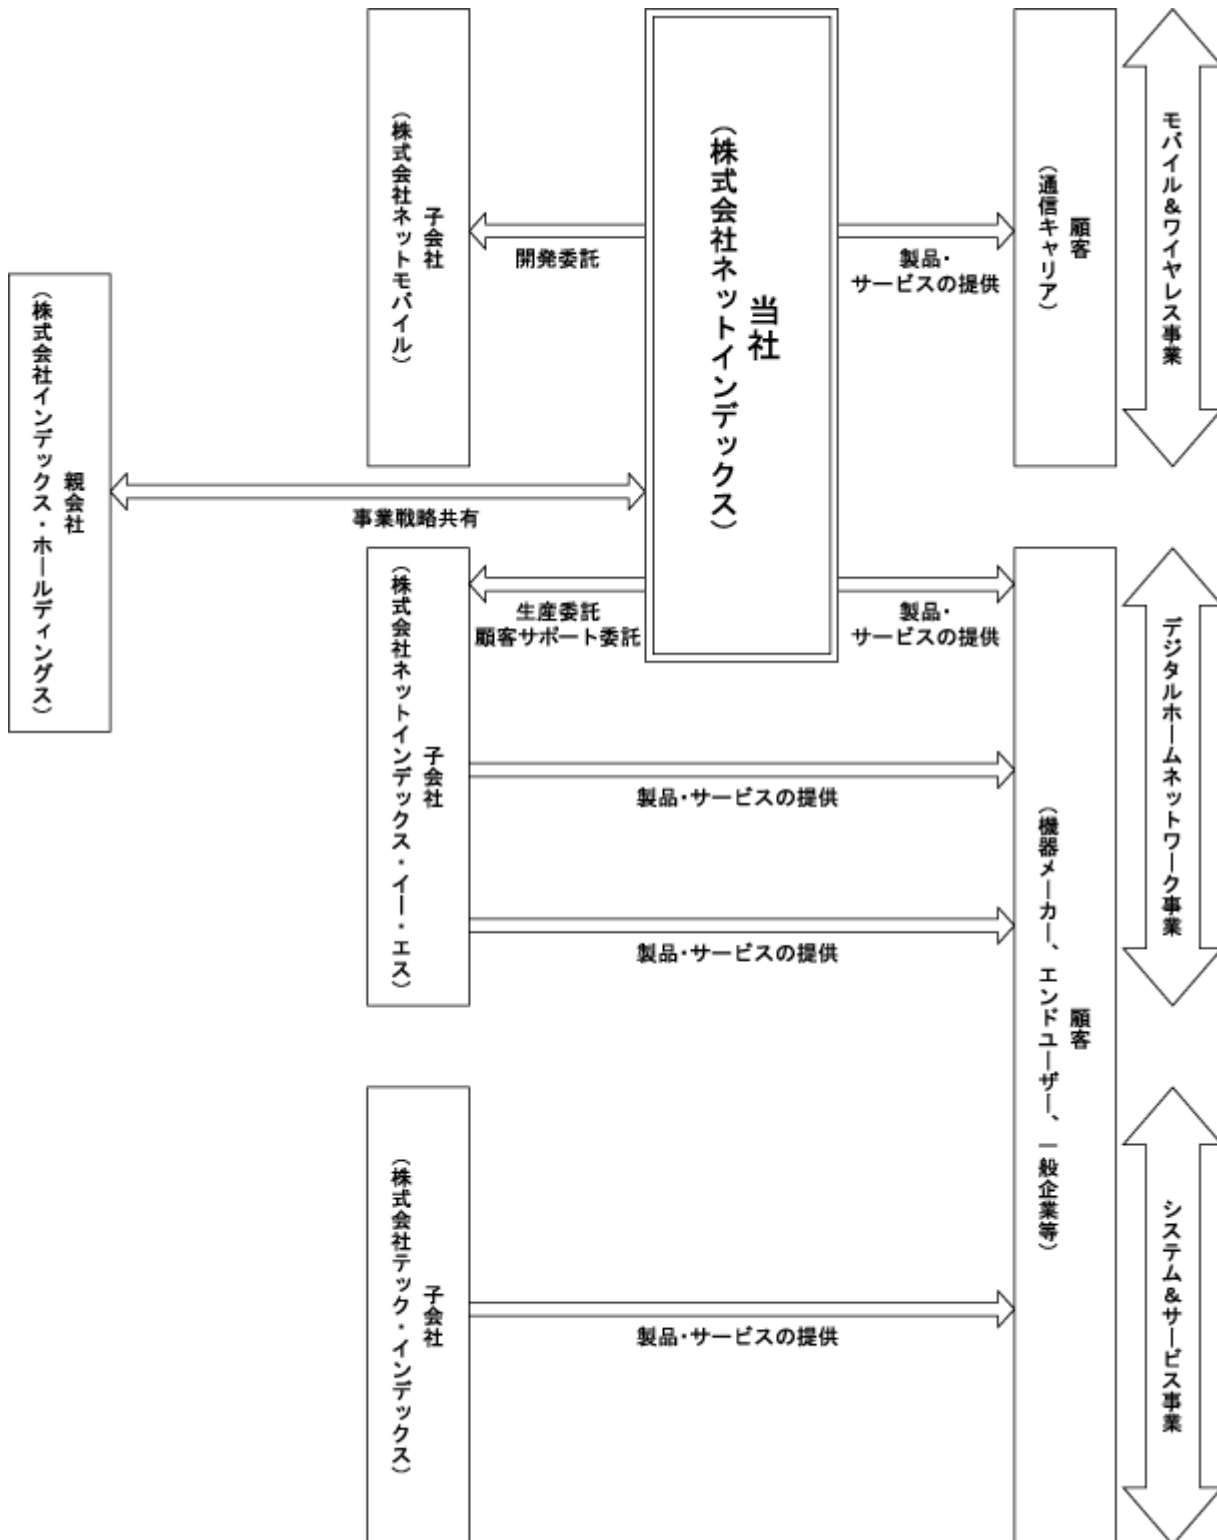 親会社
（株式会社インデックス・ホールディングス）
子会社
（株式会社ネットモバイル）
開発委託
当社
（株式会社ネットインデックス）
製品・
サービスの提供
顧客
（通信キャリア）
モバイル＆ワイヤレス事業
事業戦略共有
子会社
（株式会社ネットインデックス・イー・エス）
生産委託
顧客サポート委託
製品・
サービスの提供
製品・サービスの提供
製品・サービスの提供
顧客
（機器メーカー、エンドユーザー、一般企業等）
デジタルホームネットワーク事業
子会社
（株式会社テック・インデックス）
製品・サービスの提供
システム＆サービス事業